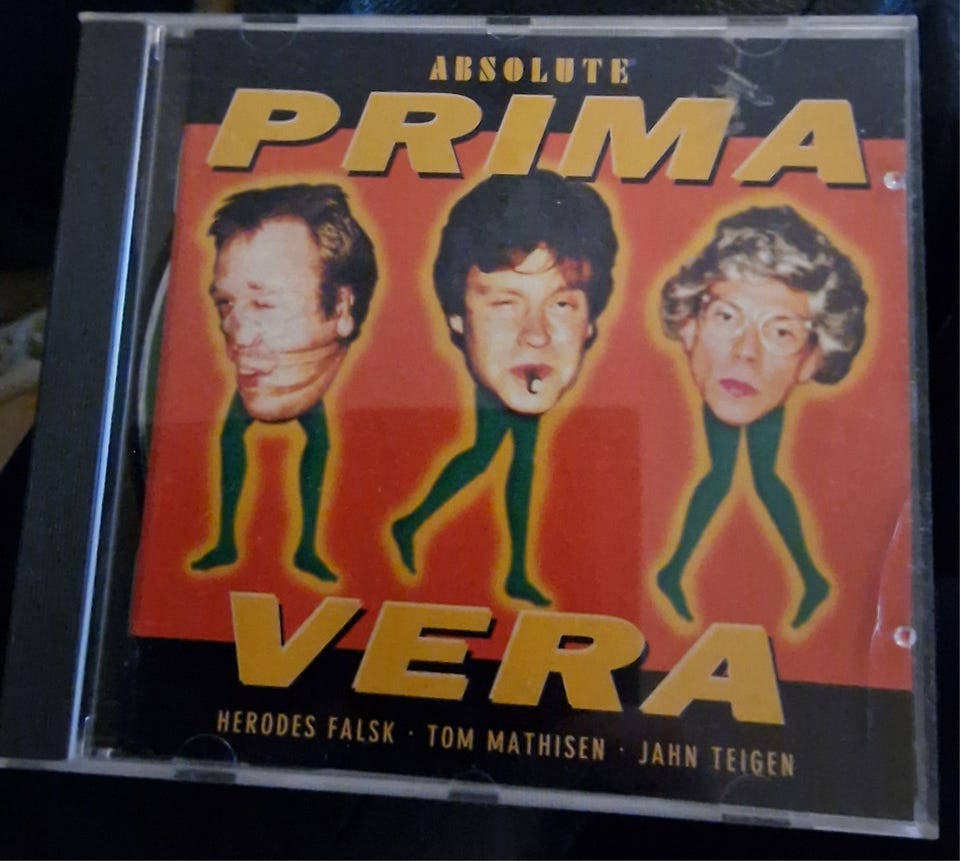 ABSOLUTE
PRIMA
VERA
HERODES FALSK · TOM MATHISEN · JAHN TEIGEN